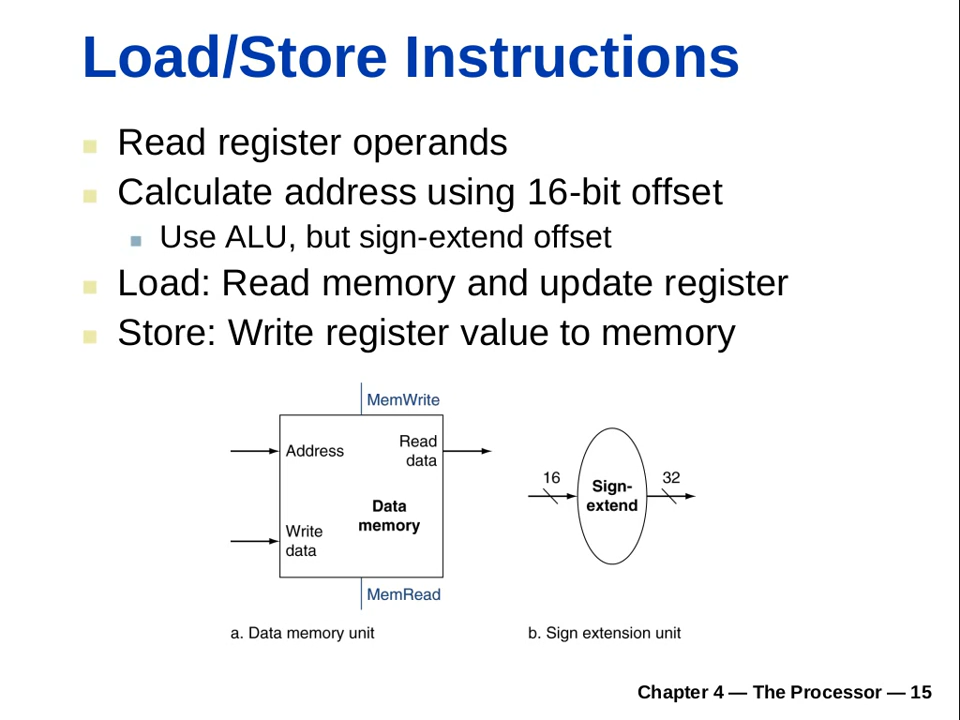 Load/Store Instructions
Read register operands
Calculate address using 16-bit offset
Use ALU, but sign-extend offset
Load: Read memory and update register
Store: Write register value to memory
MemWrite
Address
Read
data
Data
memory
Write
data
MemRead
a. Data memory unit
16
Sign-
extend
32
b. Sign extension unit
Chapter 4 — The Processor — 15